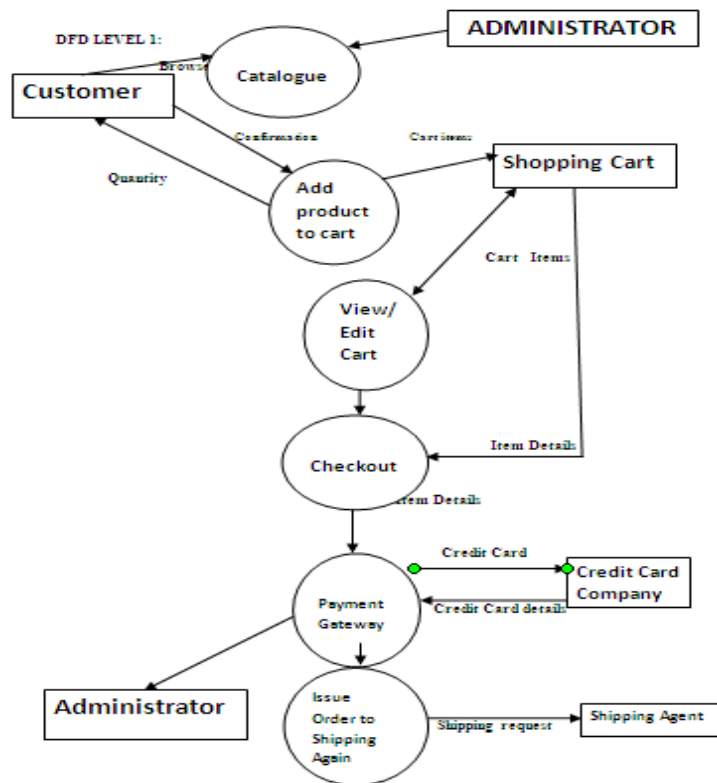 DFD LEVEL 1:
ADMINISTRATOR
Browse
Catalogue
Customer
Confirmation
Cart items
Shopping Cart
Quantity
Add
product
to cart
Cart Items
View/
Edit
Cart
Item Details
Checkout
Item Details
Credit Card
Credit Card
Company
Payment
Gateway
Credit Card details
Administrator
Issue
Order to
Shipping
Again
Shipping request
Shipping Agent